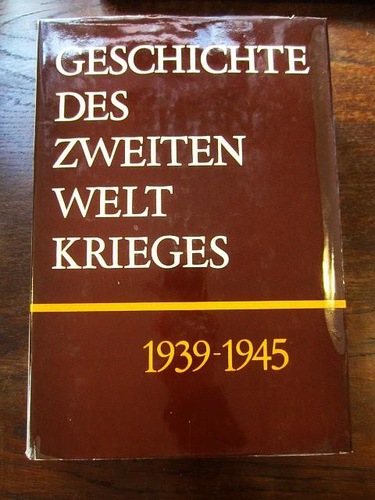 GESCHICHTE
DES
ZWEITEN
WELT
KRIEGES
1939-1945